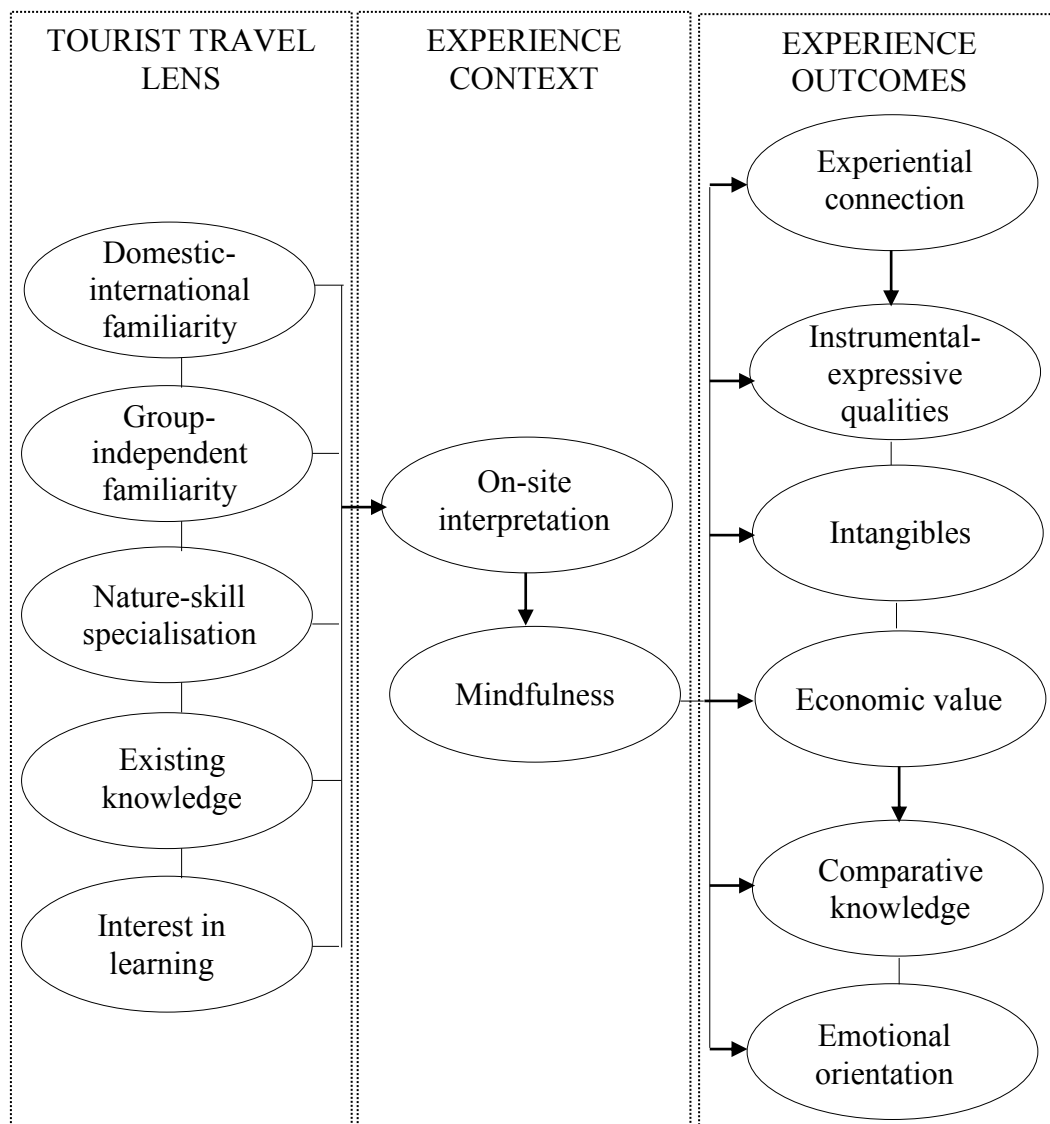 TOURIST TRAVEL
LENS
Domestic-
international
familiarity
Group-
independent
familiarity
Nature-skill
specialisation
Existing
knowledge
Interest in
learning
EXPERIENCE
CONTEXT
On-site
interpretation
Mindfulness
EXPERIENCE
OUTCOMES
Experiential
connection
Instrumental-
expressive
qualities
Intangibles
Economic value
Comparative
knowledge
Emotional
orientation